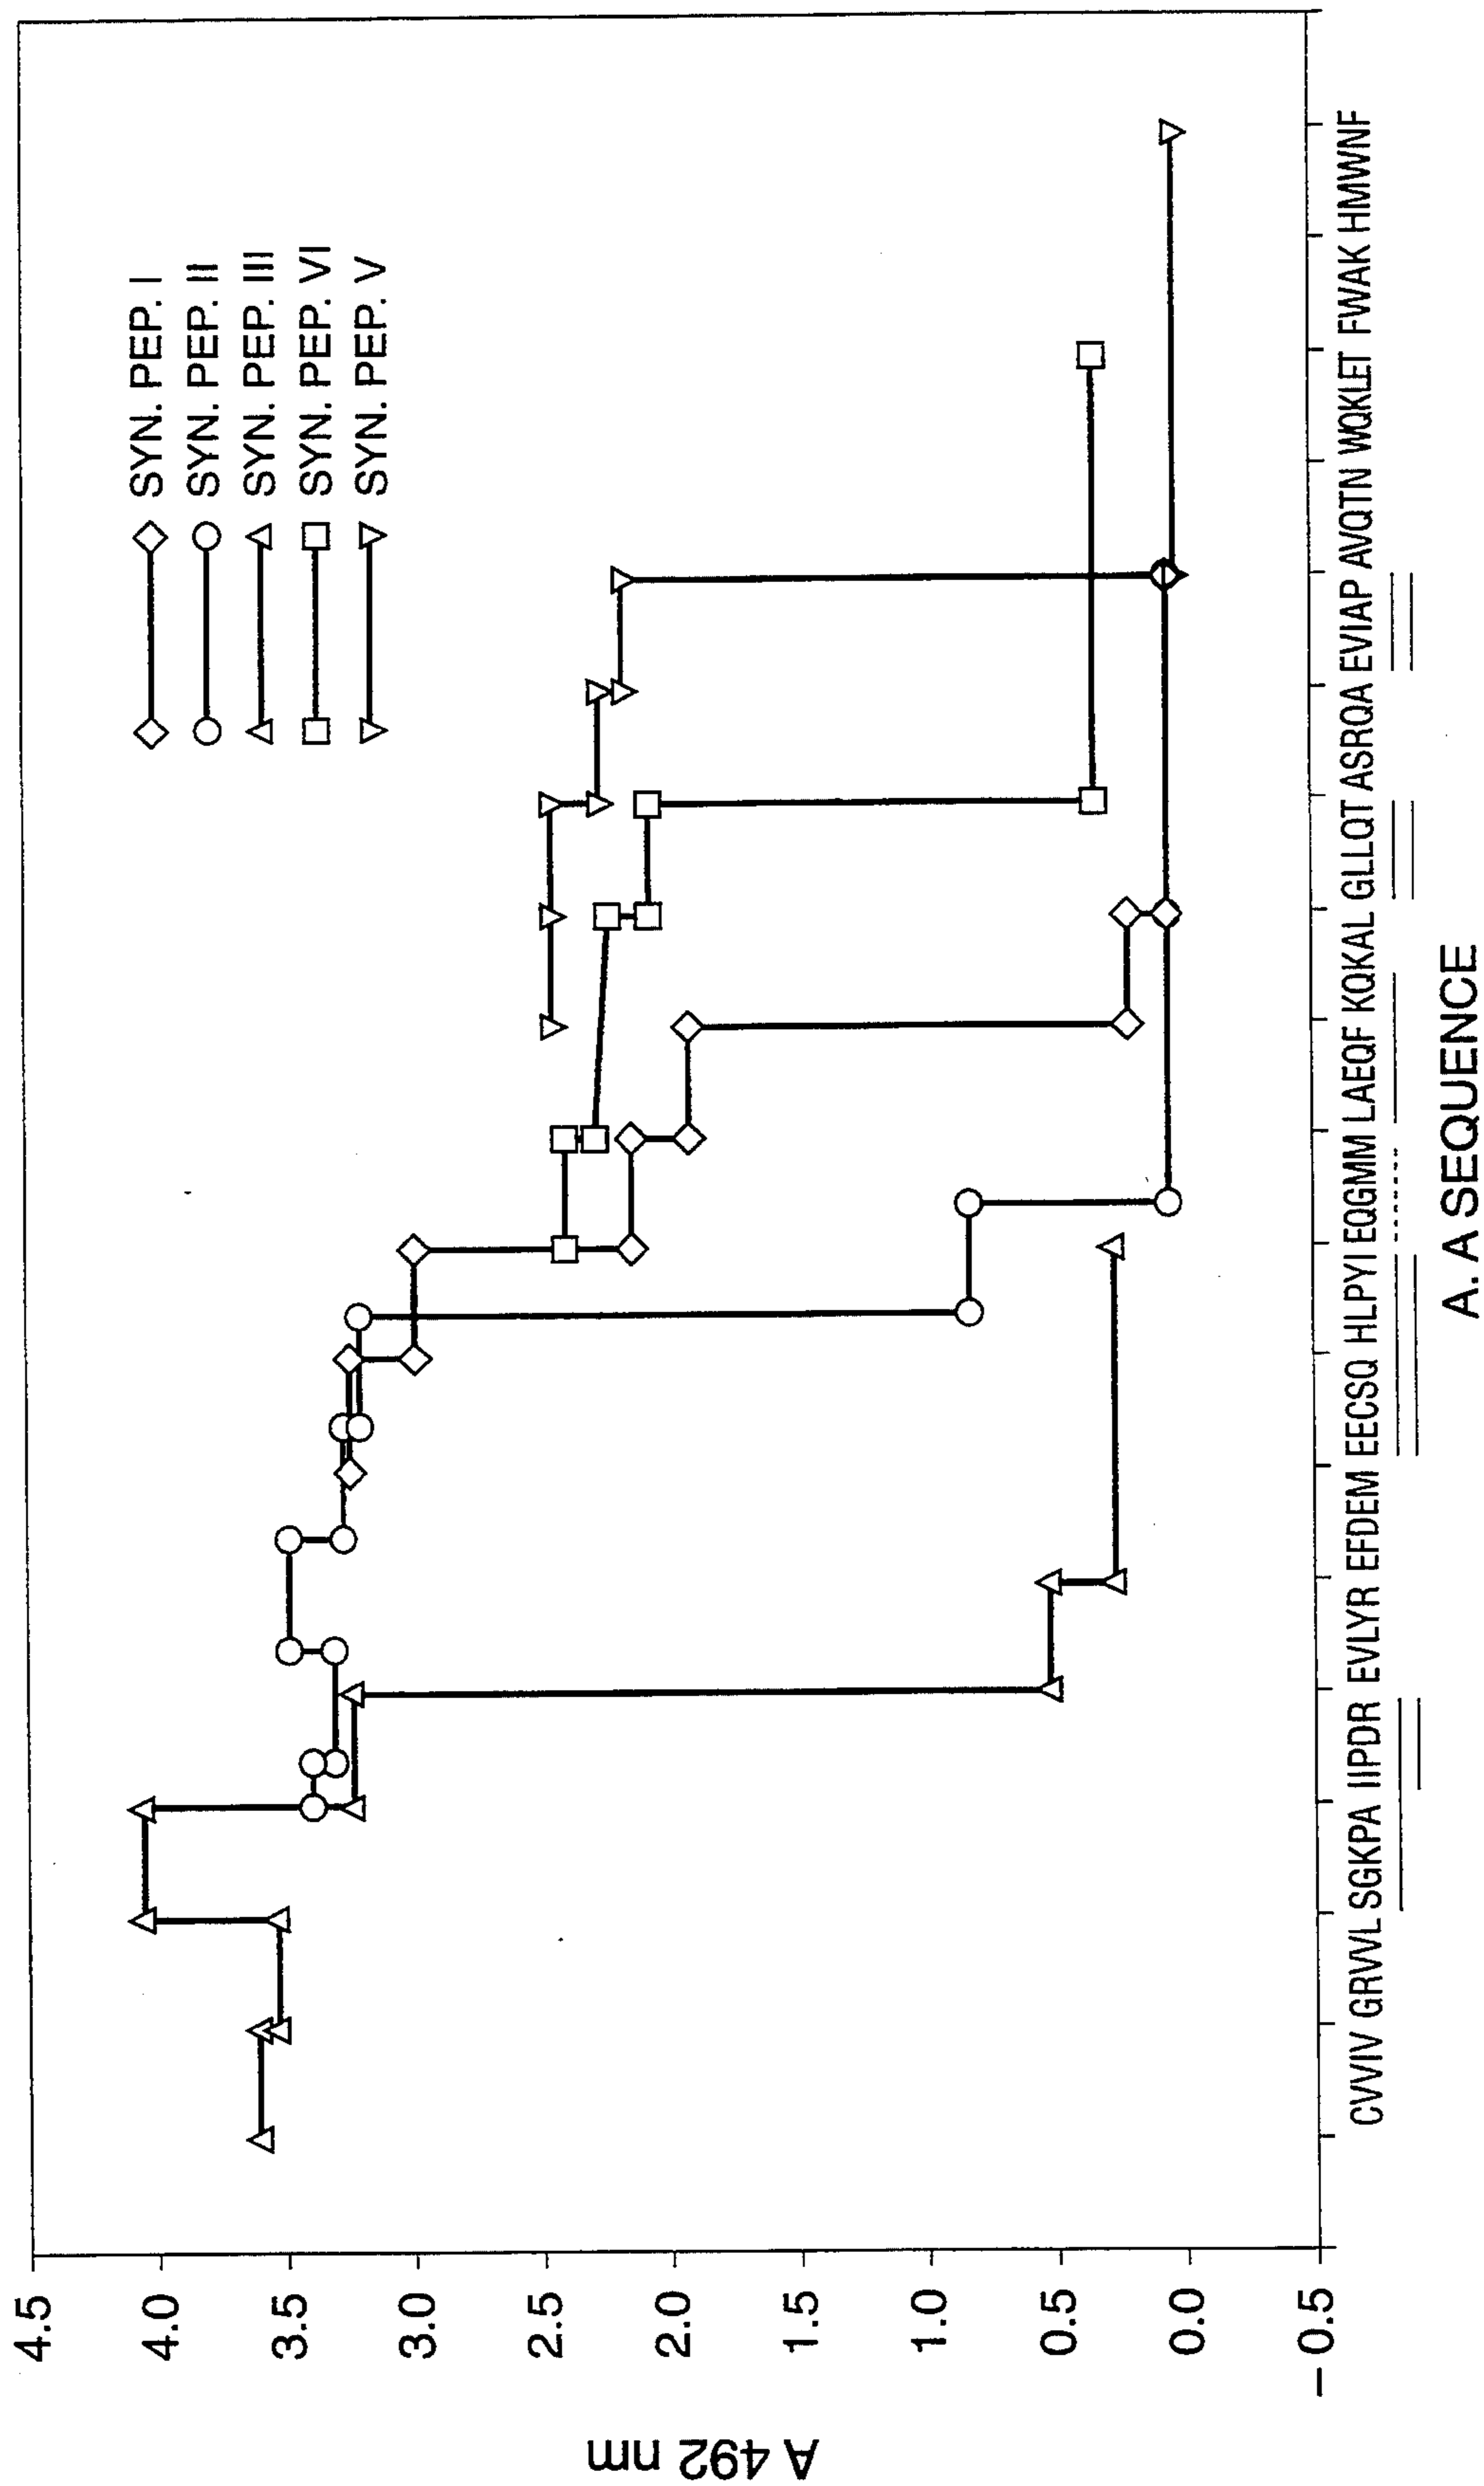 A 492 nm
4.5
4.0
3.5
3.0
2.5
2.0
1.5
1.0
0.5
0.0
– 0.5
SYN. PEP. I
SYN. PEP. II
SYN. PEP. III
SYN. PEP. VI
SYN. PEP. V
CVVIV GRVVL SGKPA IIPDR EVLYR EFDEM EECSQ HLPYI EQGMM LAEQF KQKAL GLLQT ASRQA EVIAP AVQTN WQKLET FWAK HMWNF
A. A SEQUENCE